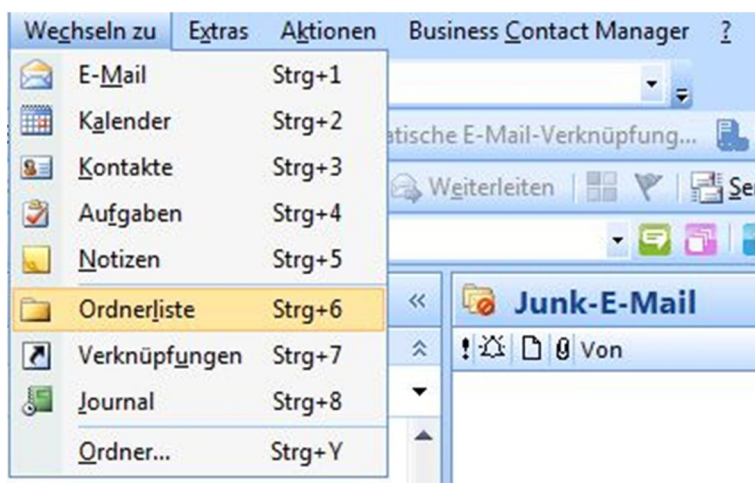 Wechseln zu Extras Aktionen Business Contact Manager ?
E-Mail Strg+1
Kalender Strg+2
atische E-Mail-Verknüpfung...
Kontakte Strg+3
Weiterleiten
Aufgaben Strg+4
Notizen Strg+5
Ordnerliste Strg+6
Junk-E-Mail
Verknüpfungen Strg+7
Von
Journal Strg+8
Ordner... Strg+Y